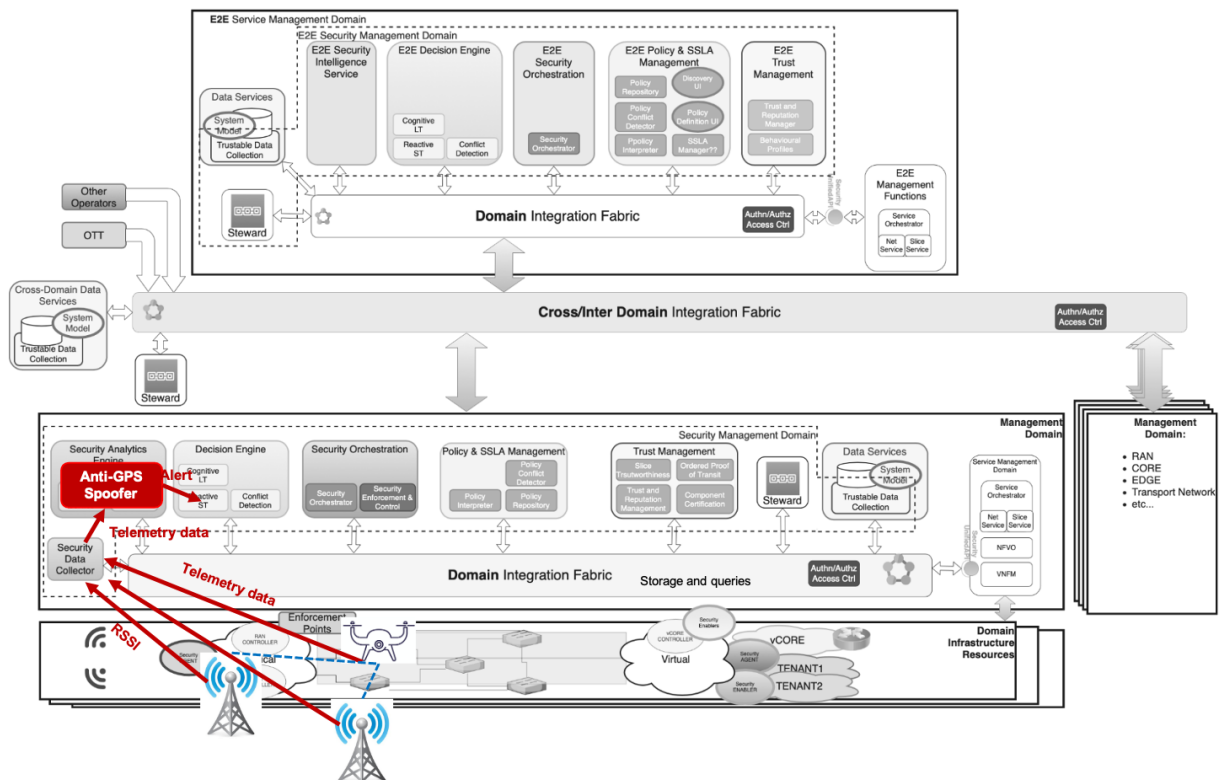 E2E Service Management Domain
E2E Security Management Domain
E2E Security
Intelligence
Service
E2E Decision Engine
Cognitive
LT
Reactive
ST
Conflict
Detection
E2E
Security
Orchestration
Security
Orchestrator
E2E Policy & SSLA
Management
Policy
Repository
Discovery
UI
Policy
Conflict
Detector
Policy
Definition UI
Ppolicy
Interpreter
SSLA
Manager??
E2E
Trust
Management
Trust and
Reputation
Manager
Behavioural
Profiles
Data Services
System
Model
Trustable Data
Collection
Steward
Domain Integration Fabric
Authn/Authz
Access Ctrl
Security
UnifiedAPI
E2E
Management
Functions
Service
Orchestrator
Net
Service
Slice
Service
Other
Operators
OTT
Cross-Domain Data
Services
System
Model
Trustable Data
Collection
Cross/Inter Domain Integration Fabric
Authn/Authz
Access Ctrl
Steward
Management
Domain
Security Management Domain
Security Analytics
Engine
Anti-GPS
Spoofer
Alert
Decision Engine
Cognitive
LT
Reactive
ST
Conflict
Detection
Security Orchestration
Security
Orchestrator
Security
Enforcement &
Control
Policy & SSLA Management
Policy
Conflict
Detector
Policy
Interpreter
Policy
Repository
Trust Management
Slice
Trsutworthiness
Ordered Proof of
Transit
Trust and
Reputation
Management
Component
Certification
Steward
Data Services
System
Model
Trustable Data
Collection
Service Management
Domain
Service
Orchestrator
Net
Service
Slice
Service
NFVO
VNFM
Security
UnifiedAPI
Management
Domain:
• RAN
• CORE
• EDGE
• Transport Network
• etc...
Telemetry data
Security
Data
Collector
Domain Integration Fabric
Storage and queries
Authn/Authz
Access Ctrl
Telemetry data
RSSI
Enforcement
Points
RAN
CONTROLLER
Security
AGENT
Security
Enablers
vCORE
CONTROLLER
Virtual
vCORE
Security
AGENT
TENANT1
Security
ENABLER
TENANT2
Domain
Infrastructure
Resources